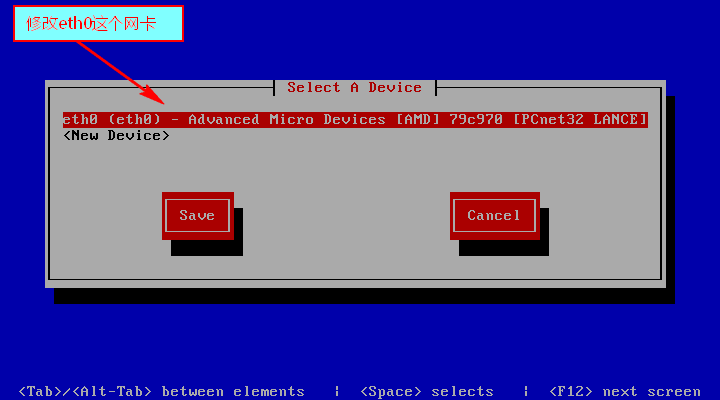 修改eth0这个网卡
Select A Device
eth0 (eth0) - Advanced Micro Devices [AMD] 79c970 [PCnet32 LANCE]
<New Device>
Save
Cancel
<Tab>/<Alt-Tab> between elements | <Space> selects | <F12> next screen